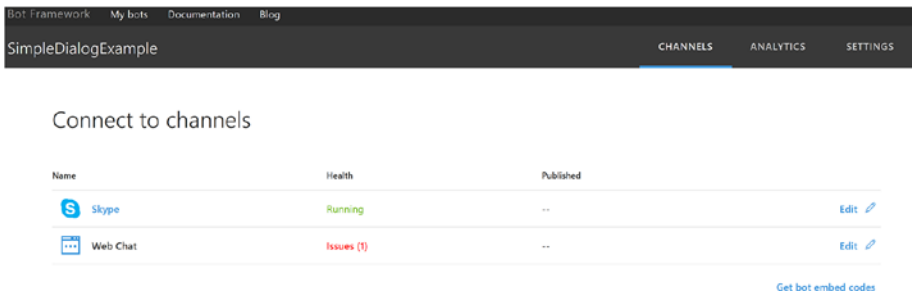 Bot Framework My bots Documentation Blog
SimpleDialogExample CHANNELS ANALYTICS SETTINGS
Connect to channels
Name Health Published
Skype Running -- Edit
Web Chat Issues (1) -- Edit
Get bot embed codes